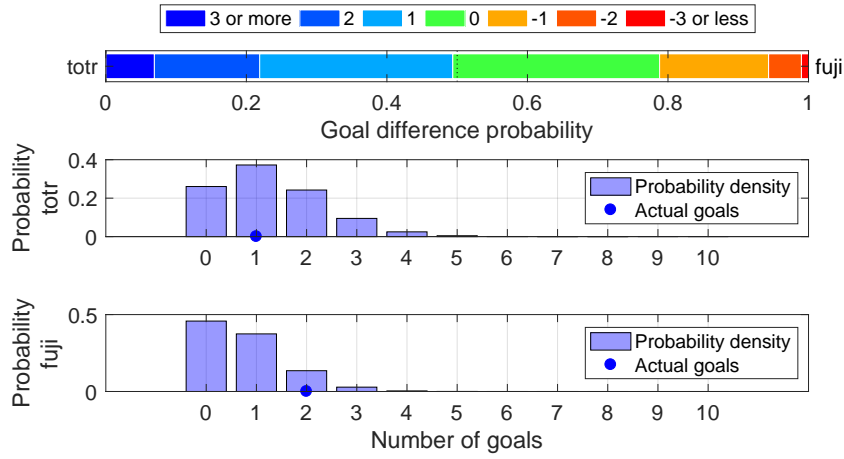 3 or more 2 1 0 -1 -2 -3 or less
totr fuji
0 0.2 0.4 0.6 0.8 1
Goal difference probability
Probability
totr
0.4
0.2
0
Probability density
Actual goals
0 1 2 3 4 5 6 7 8 9 10
Probability
fuji
0.5
0
Probability density
Actual goals
0 1 2 3 4 5 6 7 8 9 10
Number of goals